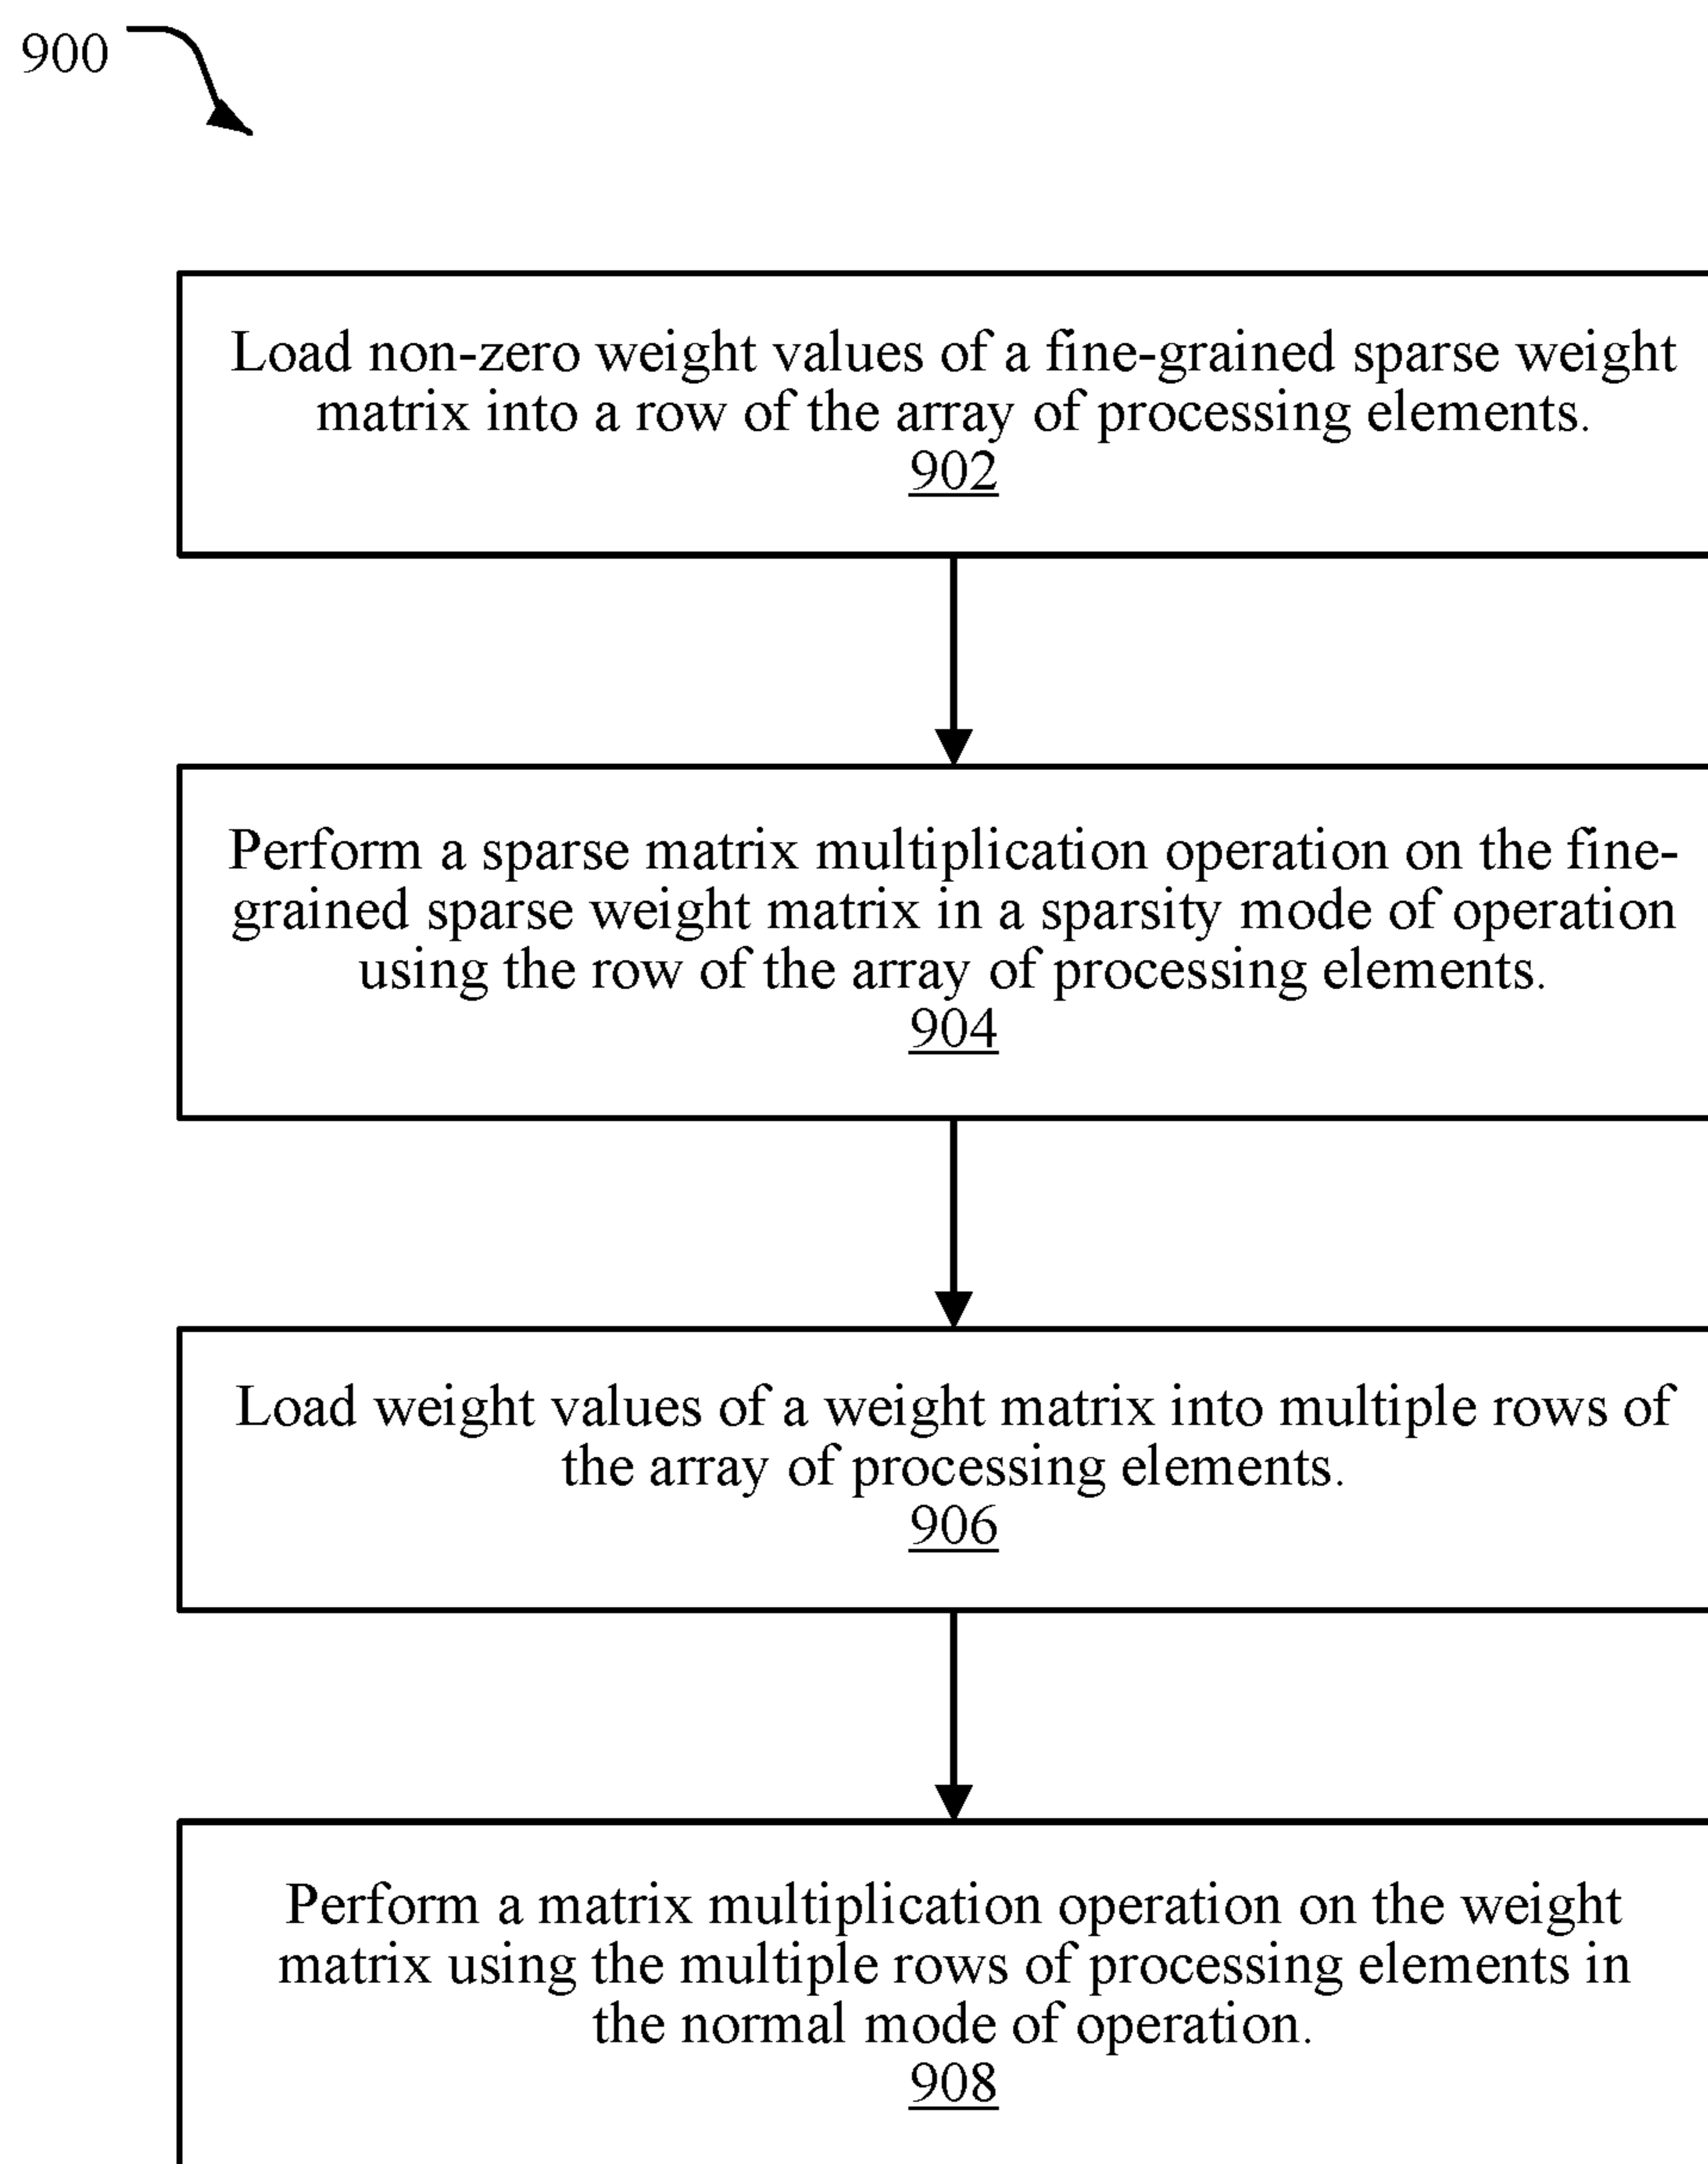 900
Load non-zero weight values of a fine-grained sparse weight
matrix into a row of the array of processing elements.
902
Perform a sparse matrix multiplication operation on the fine-
grained sparse weight matrix in a sparsity mode of operation
using the row of the array of processing elements.
904
Load weight values of a weight matrix into multiple rows of
the array of processing elements.
906
Perform a matrix multiplication operation on the weight
matrix using the multiple rows of processing elements in
the normal mode of operation.
908